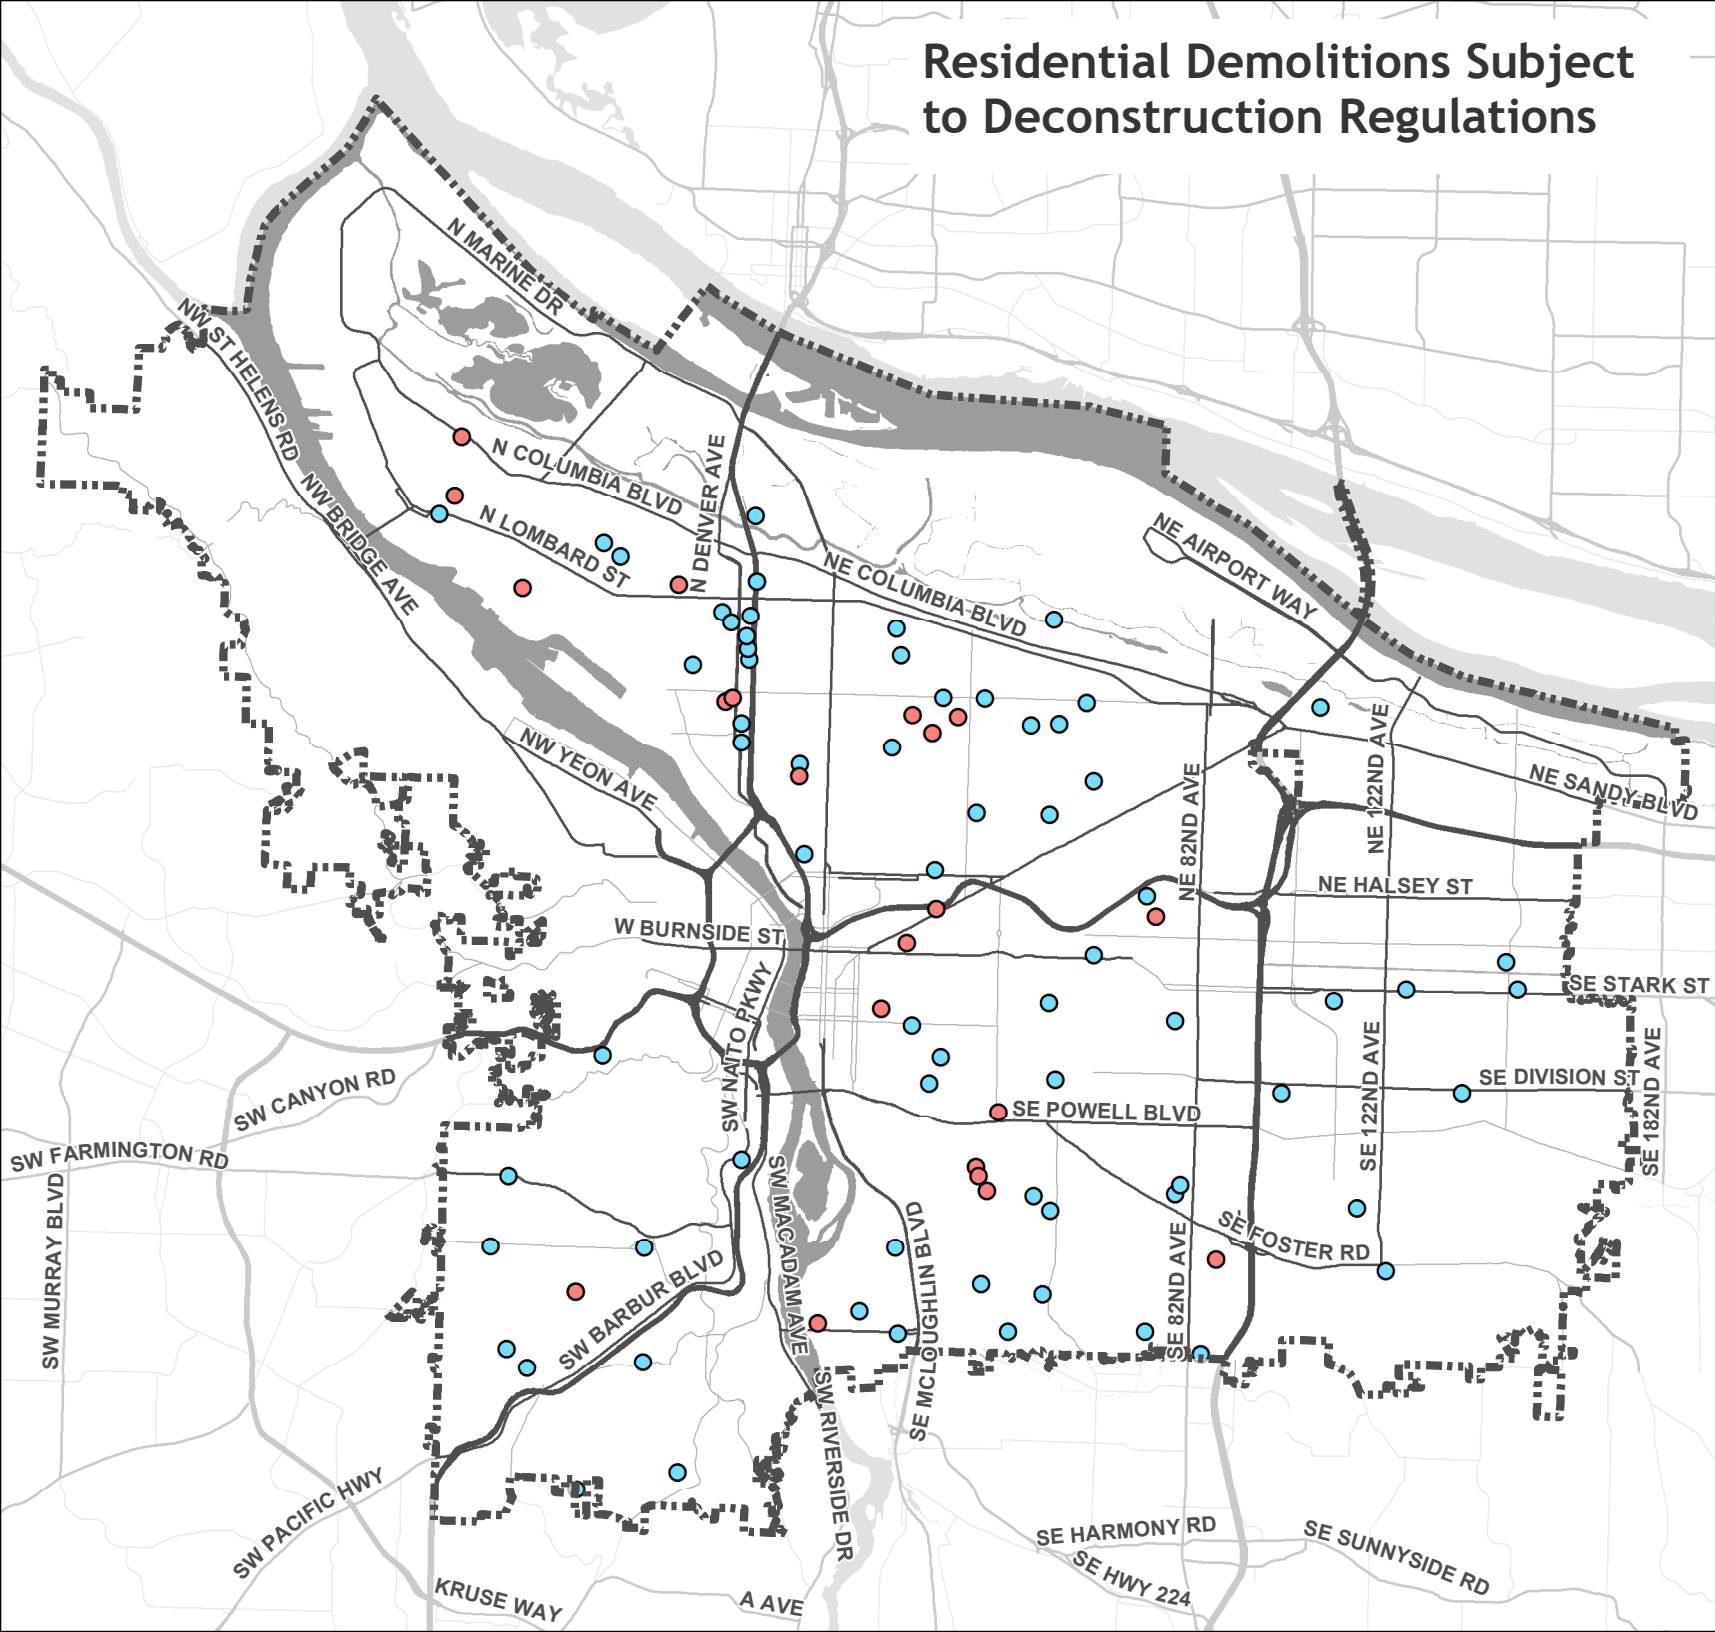 Residential Demolitions Subject
to Deconstruction Regulations
N MARINE DR
NW ST HELENS RD
N COLUMBIA BLVD
N DENVER AVE
NW BRIDGE AVE
N LOMBARD ST
NE AIRPORT WAY
NE COLUMBIA BLVD
NW YEON AVE
NE 122ND AVE
NE 82ND AVE
NE SANDY BLVD
NE HALSEY ST
W BURNSIDE ST
SE STARK ST
SW NAITO PKWY
SE 122ND AVE
SE 182ND AVE
SW CANYON RD
SE DIVISION ST
SE POWELL BLVD
SW FARMINGTON RD
SW MURRAY BLVD
SW MACADAM AVE
SE MCLOUGHLIN BLVD
SE FOSTER RD
SE 82ND AVE
SW BARBUR BLVD
SW RIVERSIDE DR
SW PACIFIC HWY
SE HARMONY RD
SE SUNNYSIDE RD
SE HWY 224
KRUSE WAY
A AVE